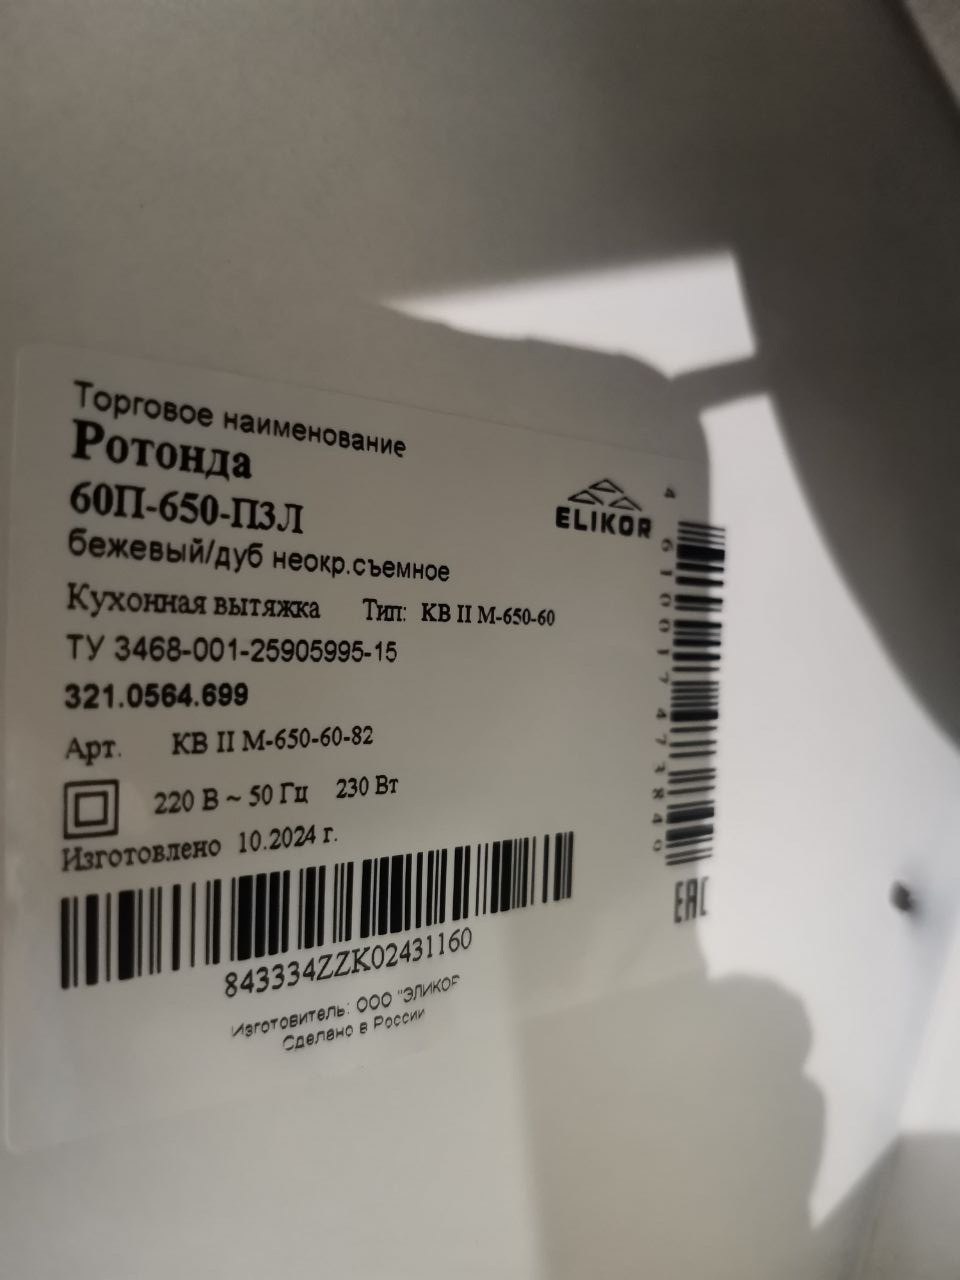 Торговое наименование
Ротонда
60П-650-П3Л
бежевый/дуб неокр.съемное
ELIKOR
Кухонная вытяжка Тип: КВ II М-650-60
ТУ 3468-001-25905995-15
321.0564.699
Арт. КВ II М-650-60-82
220 В ~ 50 Гц 230 Вт
Изготовлено 10.2024 г.
843334ZZK02431160
Изготовитель: ООО "ЭЛИКОР
Сделано в России
EAC